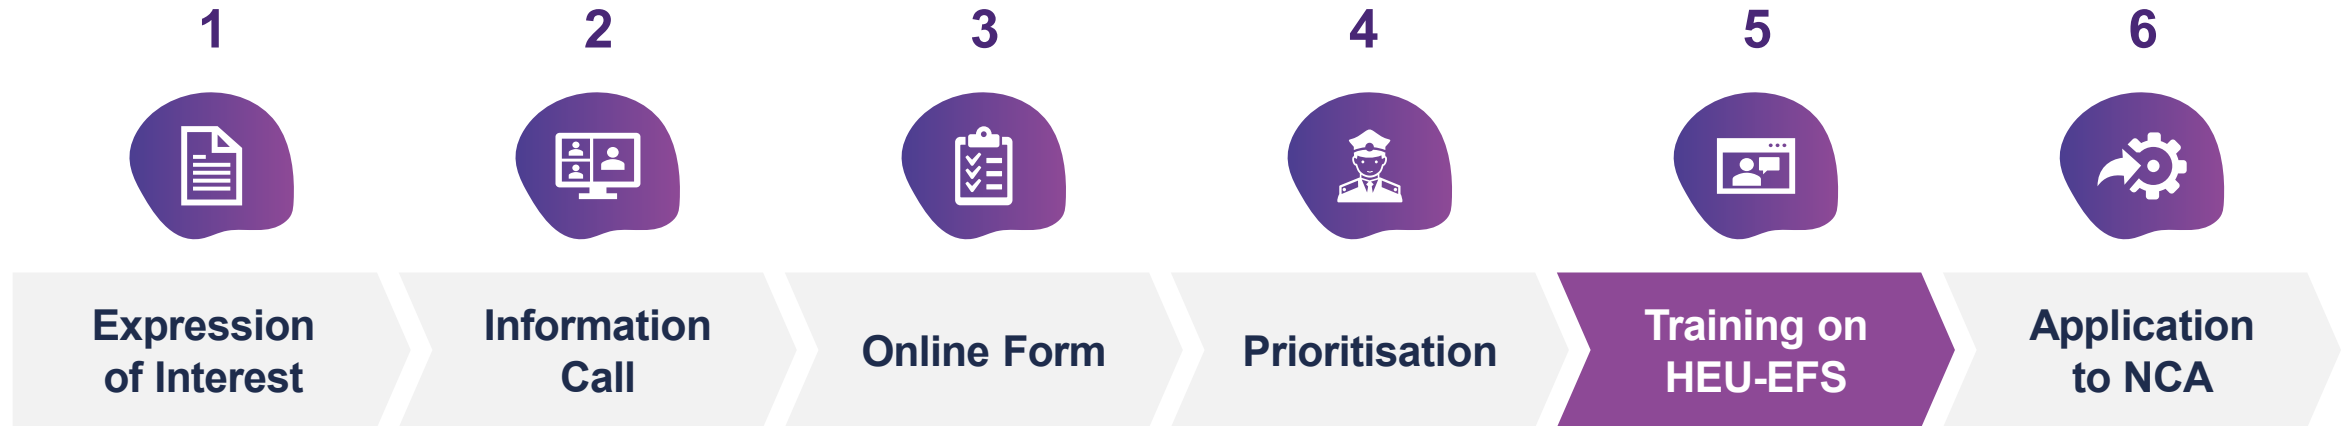 1
2
3
4
5
6
Expression
of Interest
Information
Call
Online Form
Prioritisation
Training on
HEU-EFS
Application
to NCA